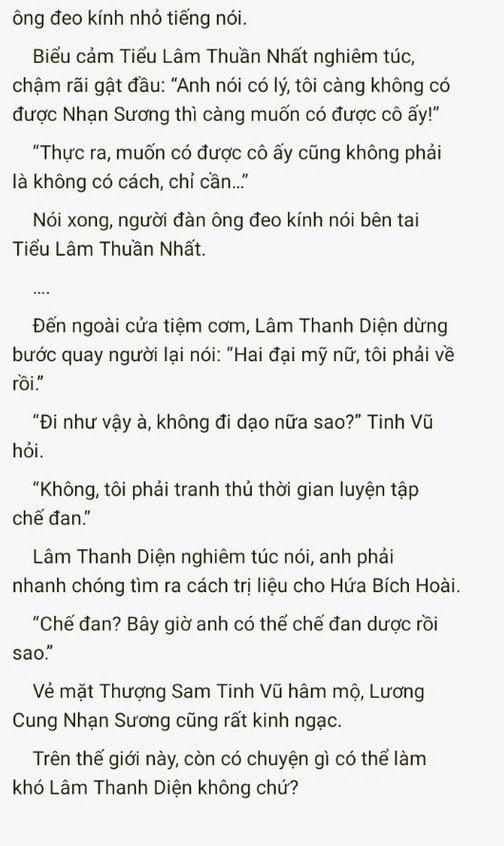 ông đeo kính nhỏ tiếng nói.
Biểu cảm Tiểu Lâm Thuần Nhất nghiêm túc,
chậm rãi gật đầu: “Anh nói có lý, tôi càng không có
được Nhạn Sương thì càng muốn có được cô ấy!”
“Thực ra, muốn có được cô ấy cũng không phải
là không có cách, chỉ cần...”
Nói xong, người đàn ông đeo kính nói bên tai
Tiểu Lâm Thuần Nhất.
....
Đến ngoài cửa tiệm cơm, Lâm Thanh Diện dừng
bước quay người lại nói: “Hai đại mỹ nữ, tôi phải về
rồi.”
“Đi như vậy à, không đi dạo nữa sao?” Tinh Vũ
hỏi.
“Không, tôi phải tranh thủ thời gian luyện tập
chế đan.”
Lâm Thanh Diện nghiêm túc nói, anh phải
nhanh chóng tìm ra cách trị liệu cho Hứa Bích Hoài.
“Chế đan? Bây giờ anh có thể chế đan dược rồi
sao.”
Vẻ mặt Thượng Sam Tinh Vũ hâm mộ, Lương
Cung Nhạn Sương cũng rất kinh ngạc.
Trên thế giới này, còn có chuyện gì có thể làm
khó Lâm Thanh Diện không chứ?